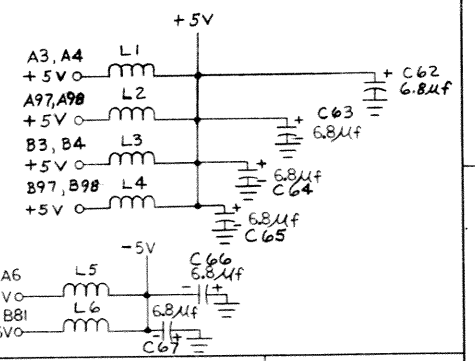 +5V
A3, A4
L1
+5V
+ C62
6.8µf
A97, A98
L2
+5V
+ C63
- 6.8µf
B3, B4
L3
+5V
+
6.8µf
- C64
B97, B98
L4
+5V
+
- 6.8µf
C65
-5V
A6
L5
V
C66
6.8µf
- +
B81
L6
5V
6.8µf
- +
C67